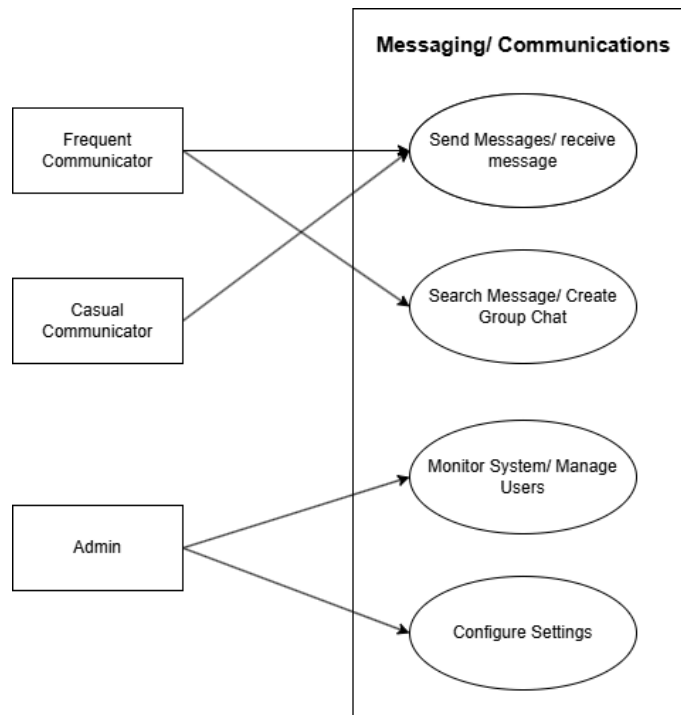 Messaging/ Communications
Frequent
Communicator
Send Messages/ receive
message
Casual
Communicator
Search Message/ Create
Group Chat
Monitor System/ Manage
Users
Admin
Configure Settings